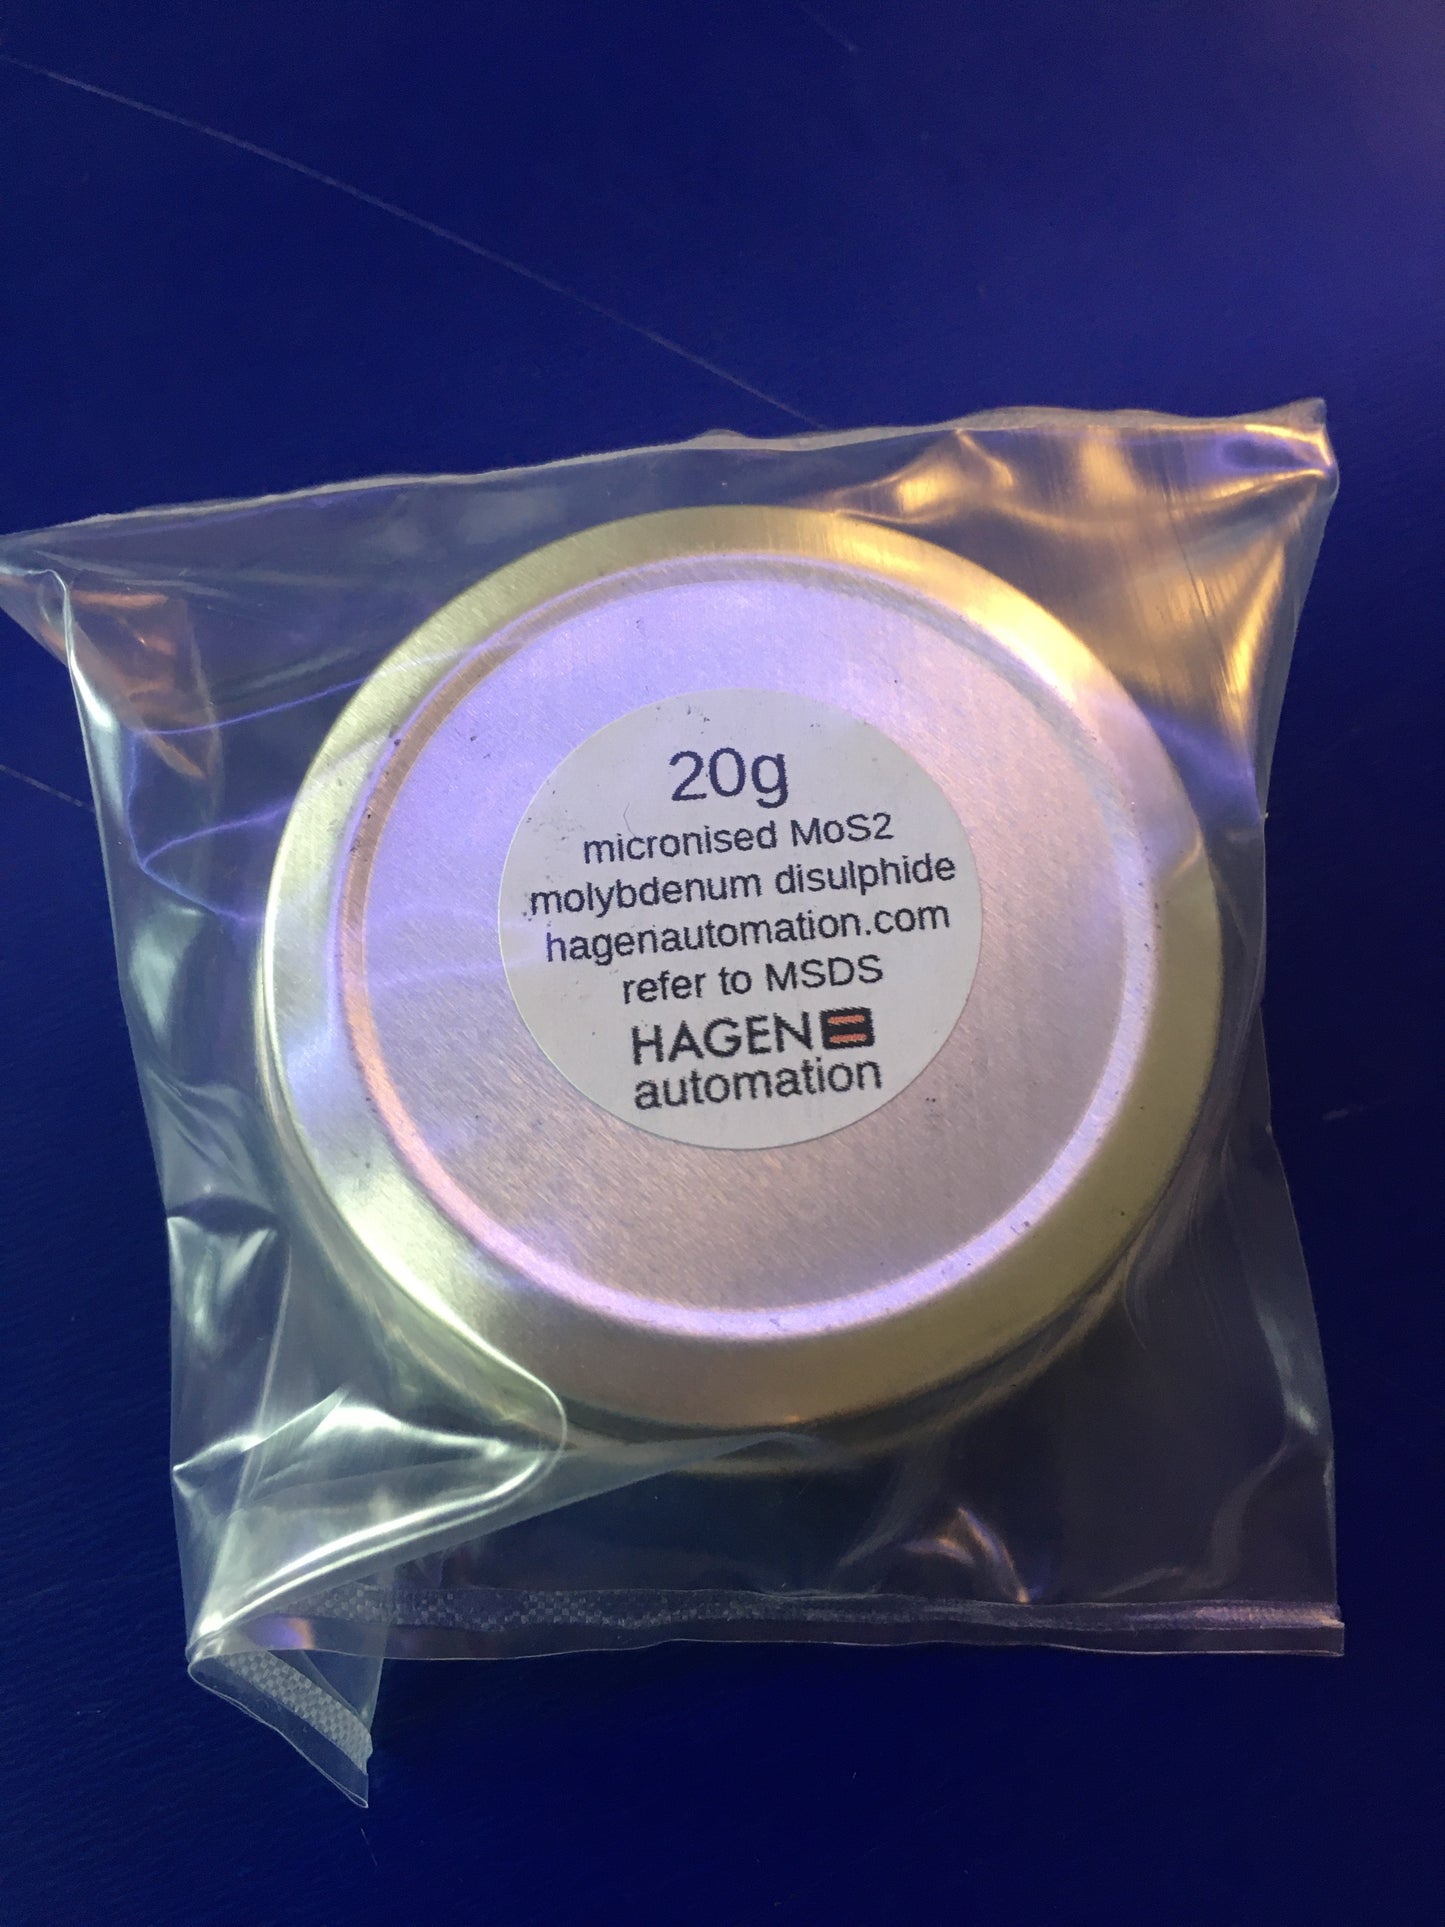 20g
micronised MoS2
molybdenum disulphide
hagenautomation.com
refer to MSDS
HAGEN
automation